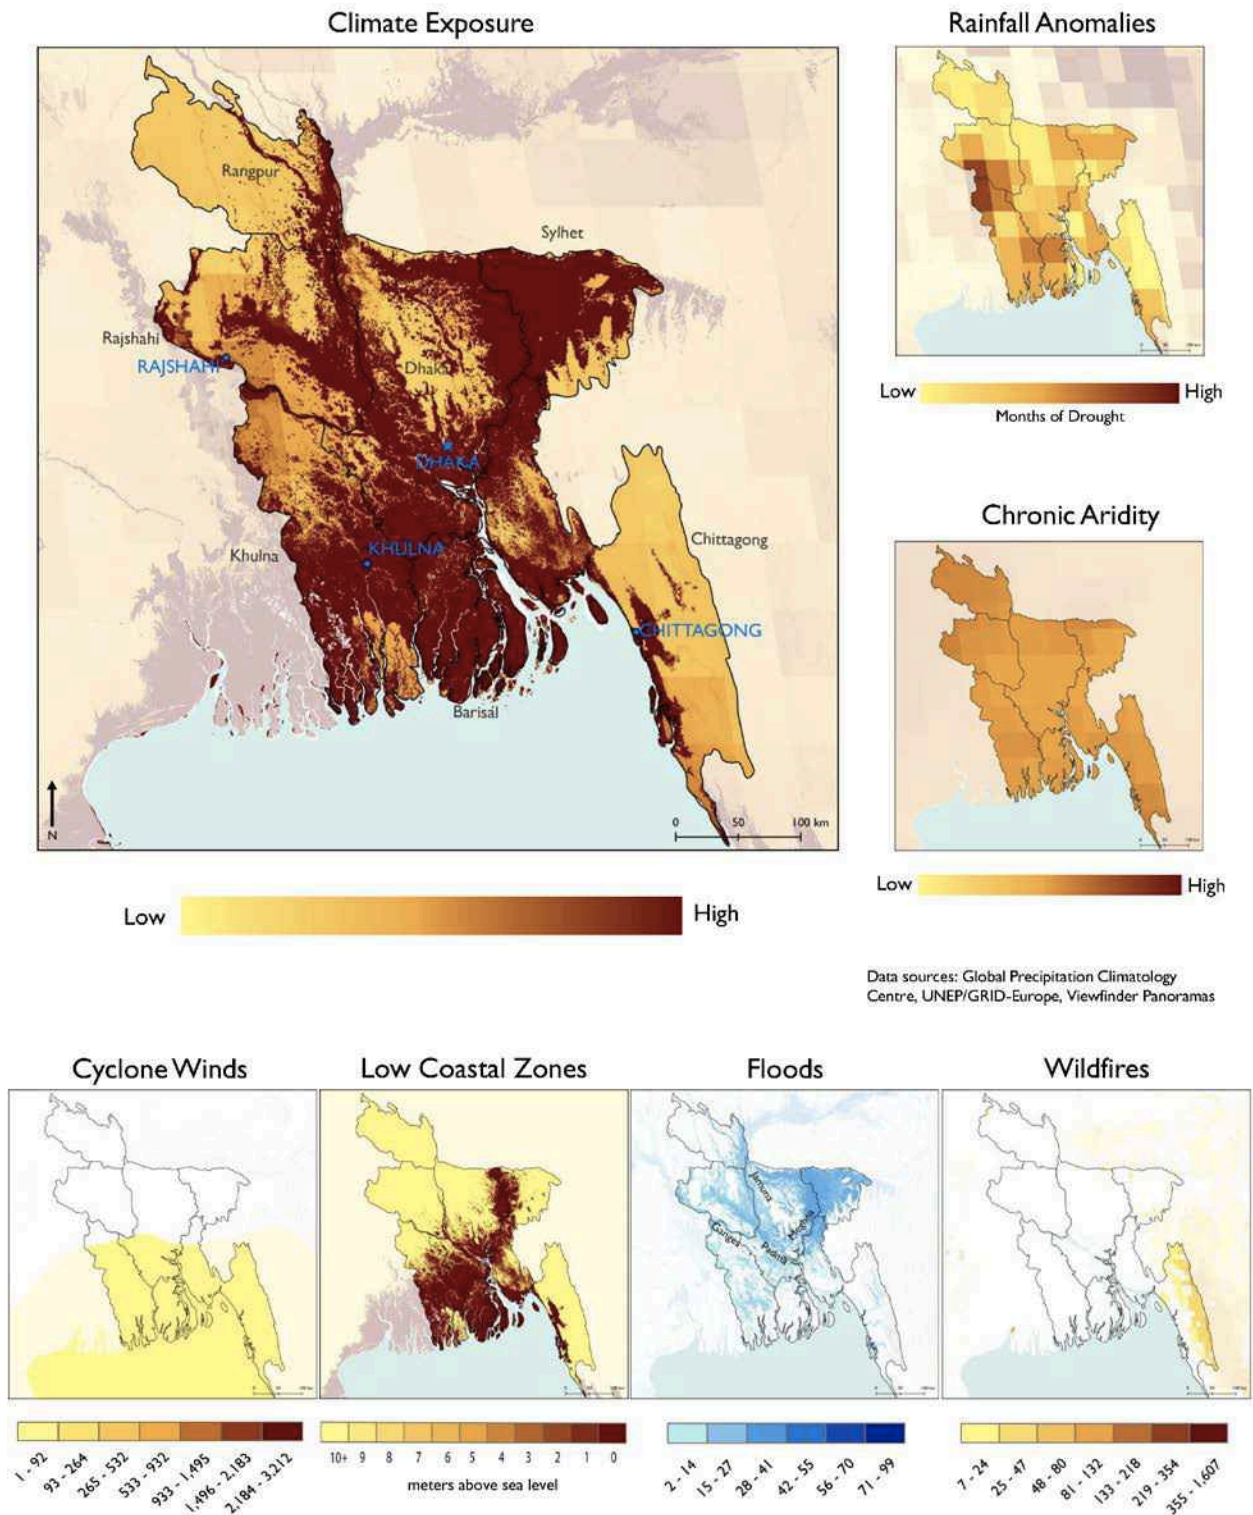 Climate Exposure
Rangpur
Sylhet
Rajshahi
RAJSHAHI
Dhaka
DHAKA
Khulna
KHULNA
Chittagong
CHITTAGONG
Barisal
N
0 50 100 km
Low High
Rainfall Anomalies
Low High
Months of Drought
Chronic Aridity
Low High
Data sources: Global Precipitation Climatology
Centre, UNEP/GRID-Europe, Viewfinder Panoramas
Cyclone Winds
1 - 92
93 - 264
265 - 532
533 - 932
933 - 1,495
1,496 - 2,183
2,184 - 3,212
Low Coastal Zones
10+ 9 8 7 6 5 4 3 2 1 0
meters above sea level
Floods
Jamuna
Meghna
Ganges
Padma
2 - 14
15 - 27
28 - 41
42 - 55
56 - 70
71 - 99
Wildfires
7 - 24
25 - 47
48 - 80
81 - 132
133 - 218
219 - 354
355 - 1,607